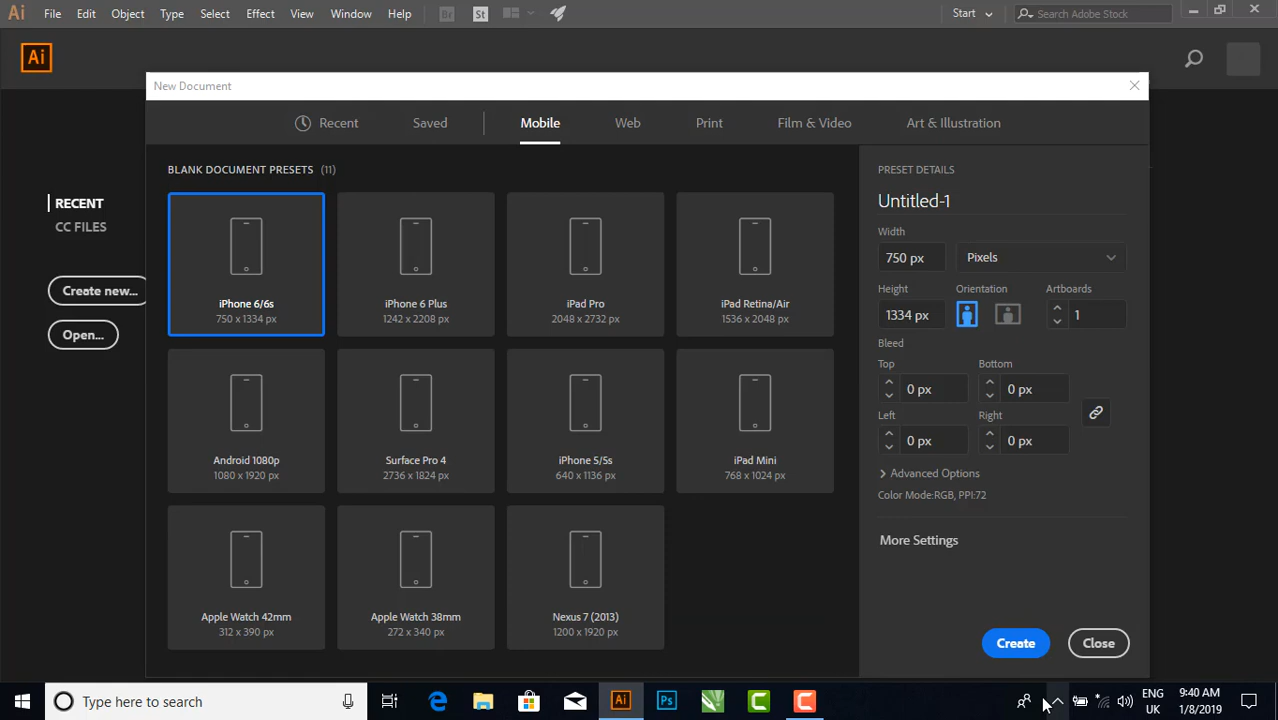 Ai File Edit Object Type Select Effect View Window Help Br St Start Search Adobe Stock
Ai
New Document
Recent Saved Mobile Web Print Film & Video Art & Illustration
BLANK DOCUMENT PRESETS (11)
iPhone 6/6s
750 x 1334 px
iPhone 6 Plus
1242 x 2208 px
iPad Pro
2048 x 2732 px
iPad Retina/Air
1536 x 2048 px
Android 1080p
1080 x 1920 px
Surface Pro 4
2736 x 1824 px
iPhone 5/5s
640 x 1136 px
iPad Mini
768 x 1024 px
Apple Watch 42mm
312 x 390 px
Apple Watch 38mm
272 x 340 px
Nexus 7 (2013)
1200 x 1920 px
RECENT
CC FILES
Create new...
Open...
PRESET DETAILS
Untitled-1
Width
750 px Pixels
Height Orientation Artboards
1334 px 1
Bleed
Top Bottom
0 px 0 px
Left Right
0 px 0 px
Advanced Options
Color Mode:RGB, PPI:72
More Settings
Create Close
Type here to search
Ai Ps
ENG
UK
9:40 AM
1/8/2019